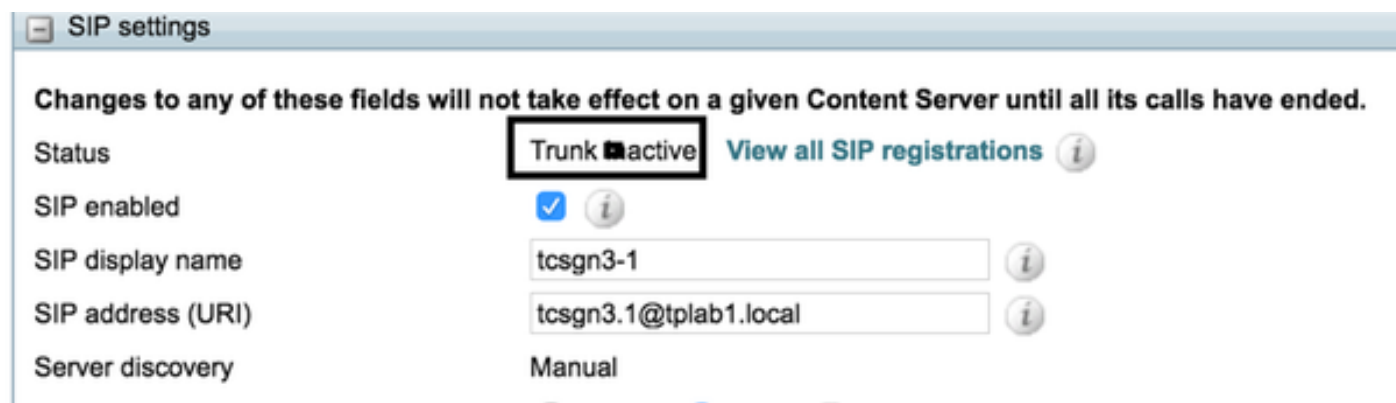 SIP settings
Changes to any of these fields will not take effect on a given Content Server until all its calls have ended.
Status Trunk active View all SIP registrations i
SIP enabled i
SIP display name tcsgn3-1 i
SIP address (URI) tcsgn3.1@tplab1.local i
Server discovery Manual